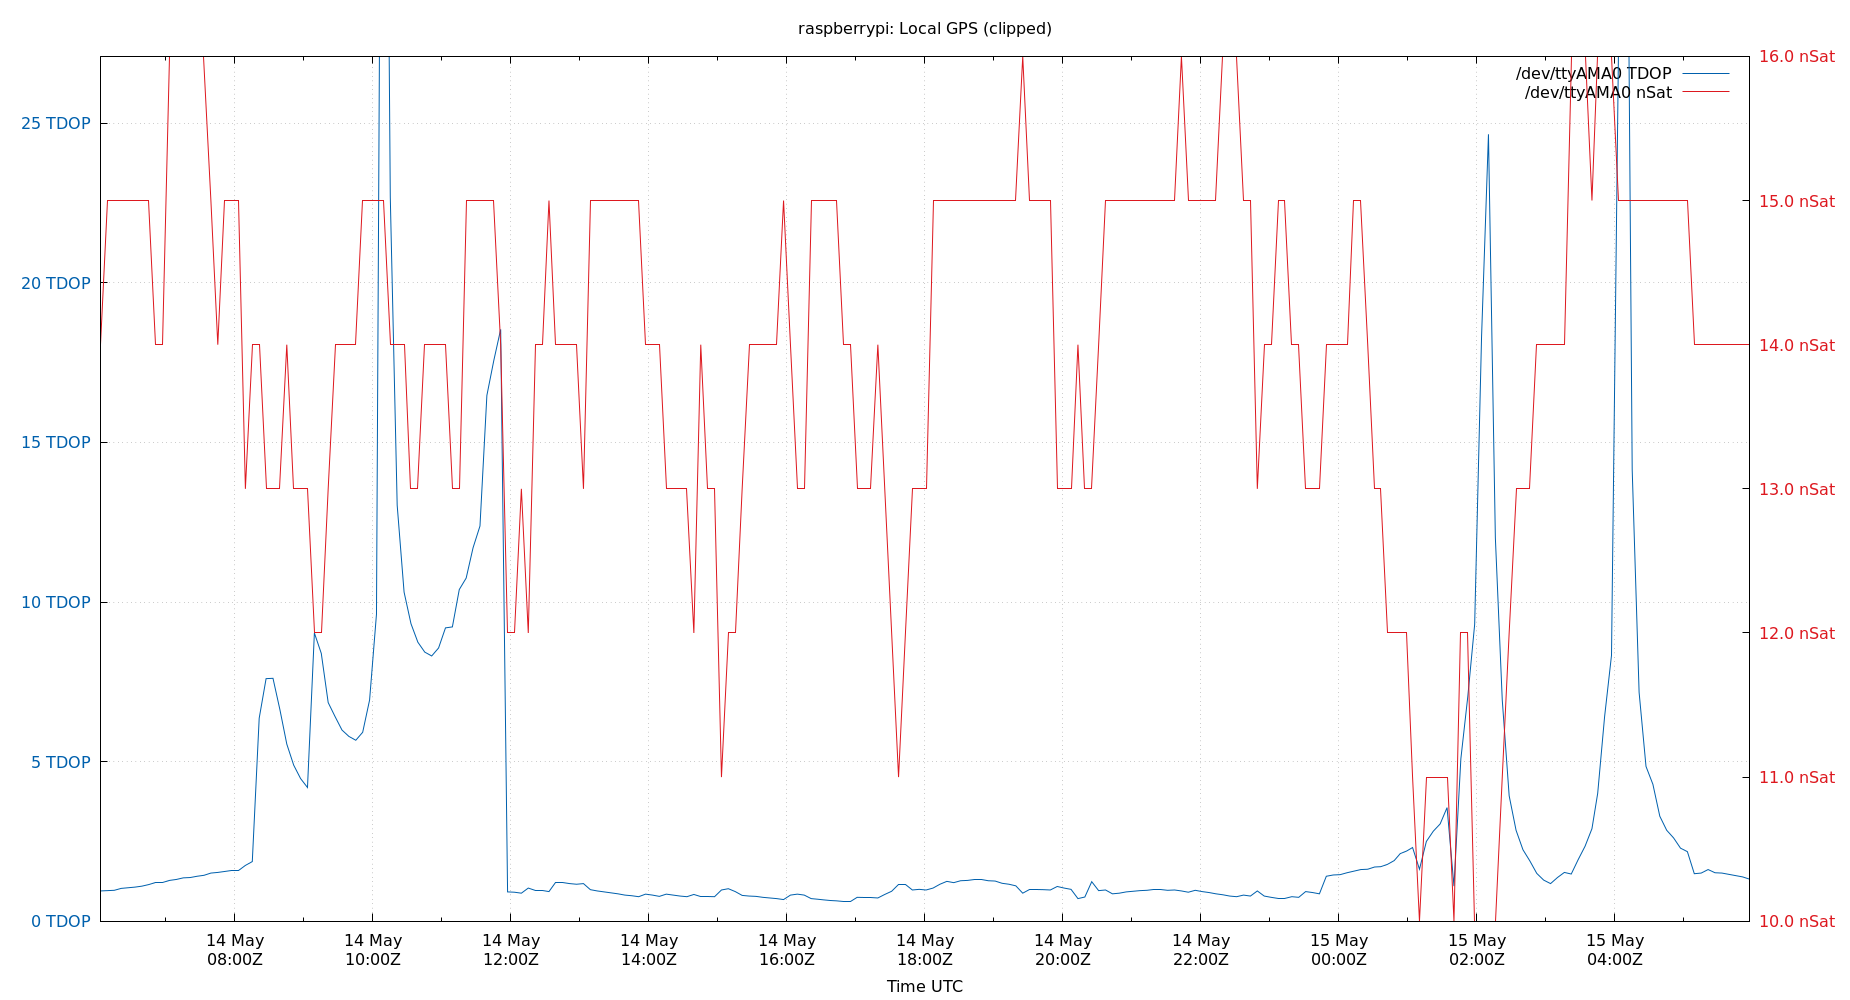 raspberrypi: Local GPS (clipped)
16.0 nSat
/dev/ttyAMA0 TDOP
/dev/ttyAMA0 nSat
25 TDOP
15.0 nSat
20 TDOP
14.0 nSat
15 TDOP
13.0 nSat
10 TDOP
12.0 nSat
5 TDOP
11.0 nSat
0 TDOP
10.0 nSat
14 May 14 May 14 May 14 May 14 May 14 May 14 May 14 May 15 May 15 May 15 May
08:00Z 10:00Z 12:00Z 14:00Z 16:00Z 18:00Z 20:00Z 22:00Z 00:00Z 02:00Z 04:00Z
Time UTC